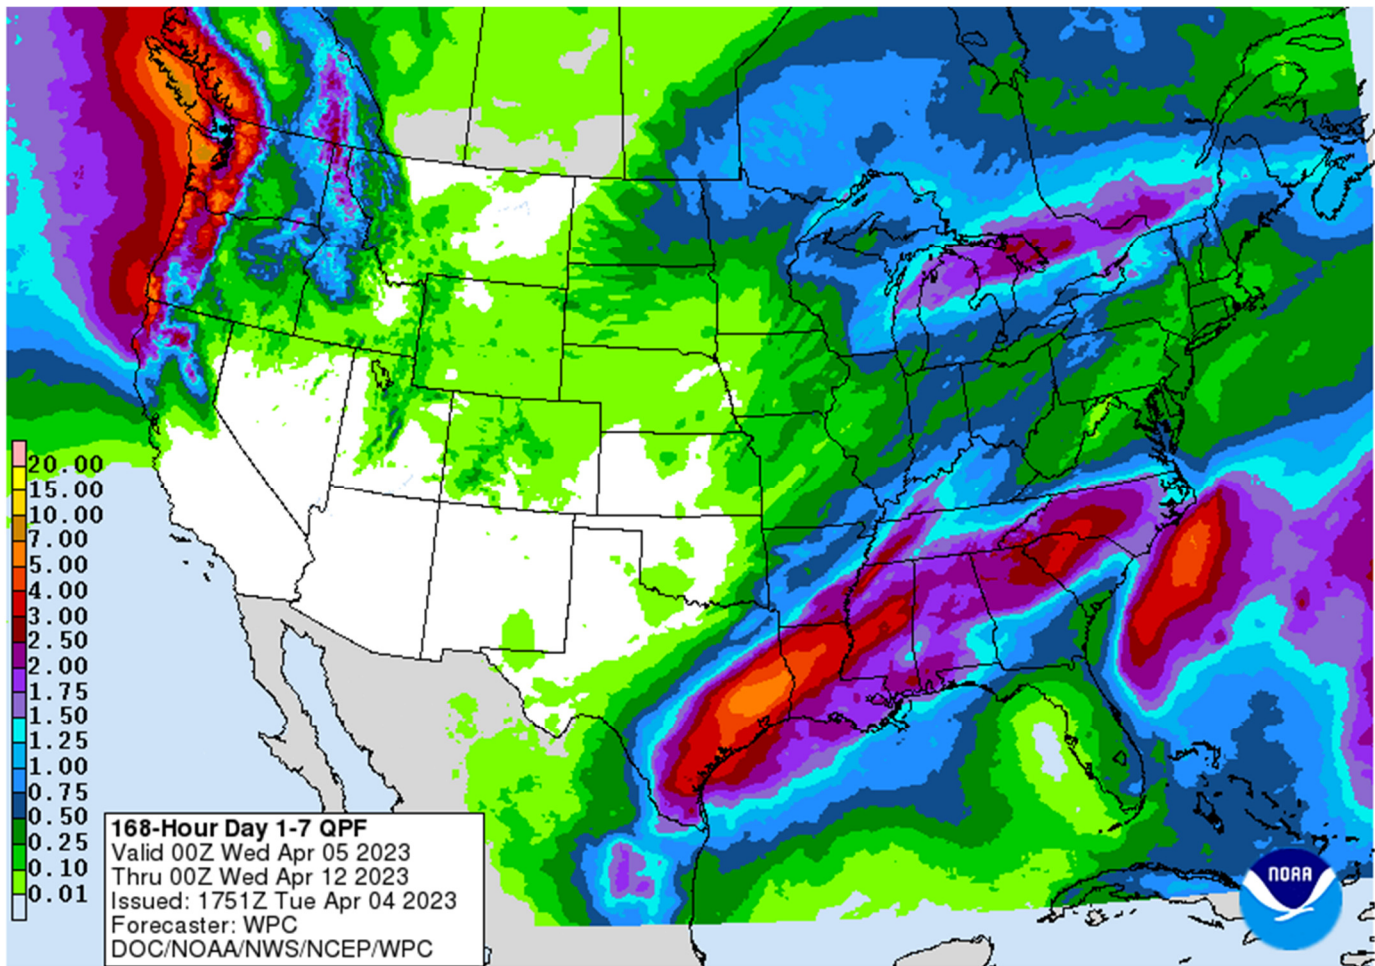 20.00
15.00
10.00
7.00
5.00
4.00
3.00
2.50
2.00
1.75
1.50
1.25
1.00
0.75
0.50
0.25
0.10
0.01
168-Hour Day 1-7 QPF
Valid 00Z Wed Apr 05 2023
Thru 00Z Wed Apr 12 2023
Issued: 1751Z Tue Apr 04 2023
Forecaster: WPC
DOC/NOAA/NWS/NCEP/WPC
NOAA